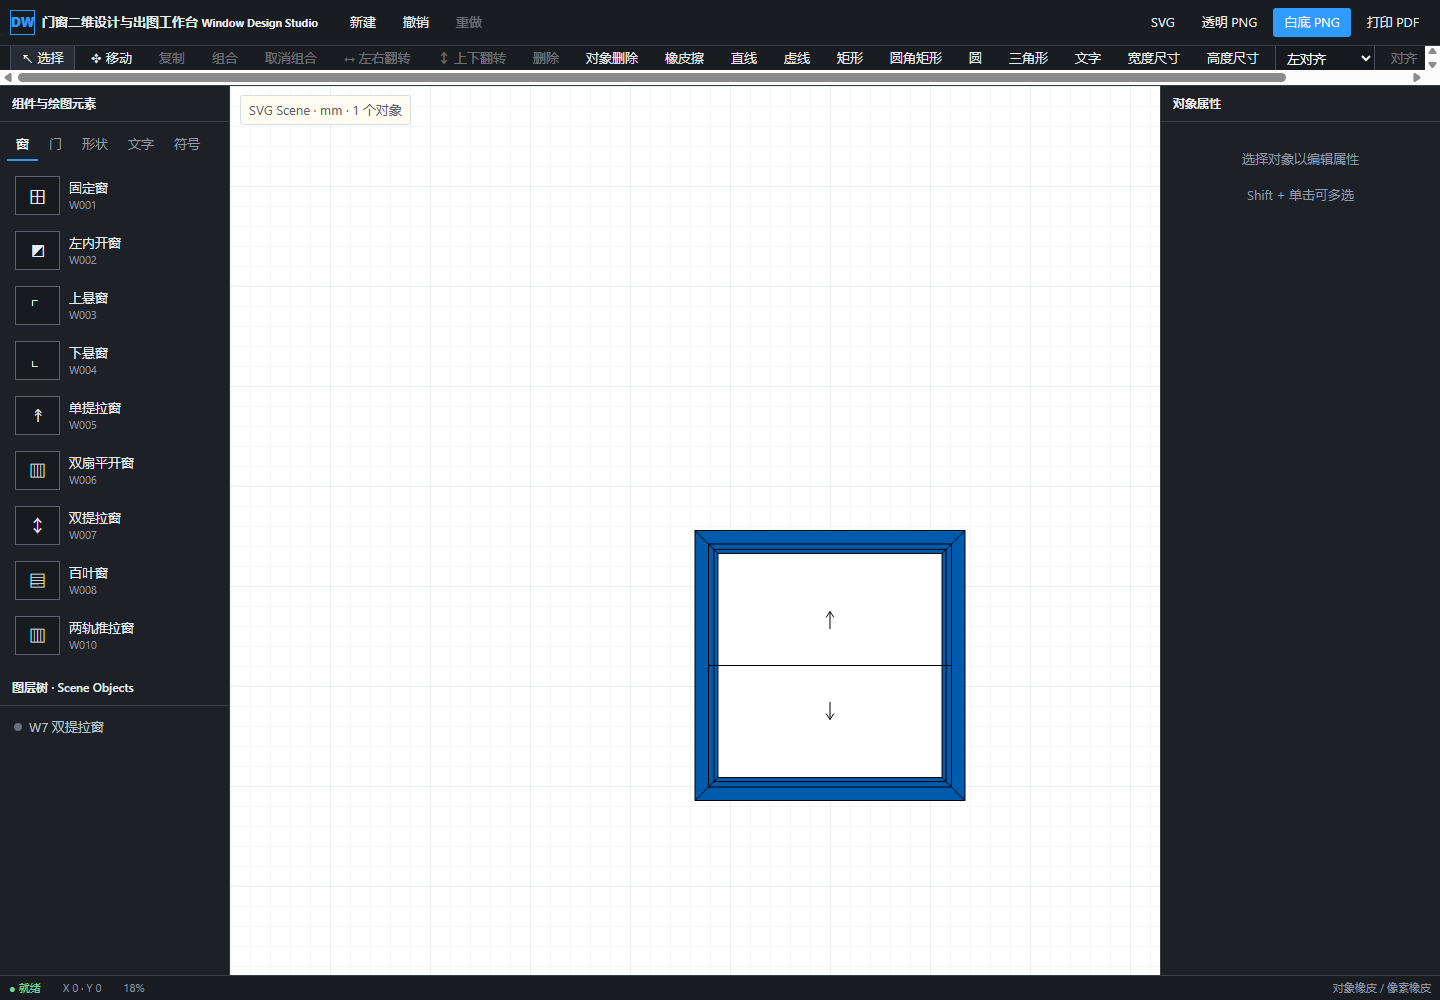 DW 门窗二维设计与出图工作台 Window Design Studio 新建 撤销 重做 SVG 透明 PNG 白底 PNG 打印 PDF
↖ 选择 ✥ 移动 复制 组合 取消组合 ↔ 左右翻转 ↕ 上下翻转 删除 对象删除 橡皮擦 直线 虚线 矩形 圆角矩形 圆 三角形 文字 宽度尺寸 高度尺寸 左对齐 对齐
组件与绘图元素
窗 门 形状 文字 符号
固定窗
W001
左内开窗
W002
上悬窗
W003
下悬窗
W004
单提拉窗
W005
双扇平开窗
W006
双提拉窗
W007
百叶窗
W008
两轨推拉窗
W010
图层树 · Scene Objects
W7 双提拉窗
SVG Scene · mm · 1 个对象
对象属性
选择对象以编辑属性
Shift + 单击可多选
● 就绪 X 0 · Y 0 18% 对象橡皮 / 像素橡皮